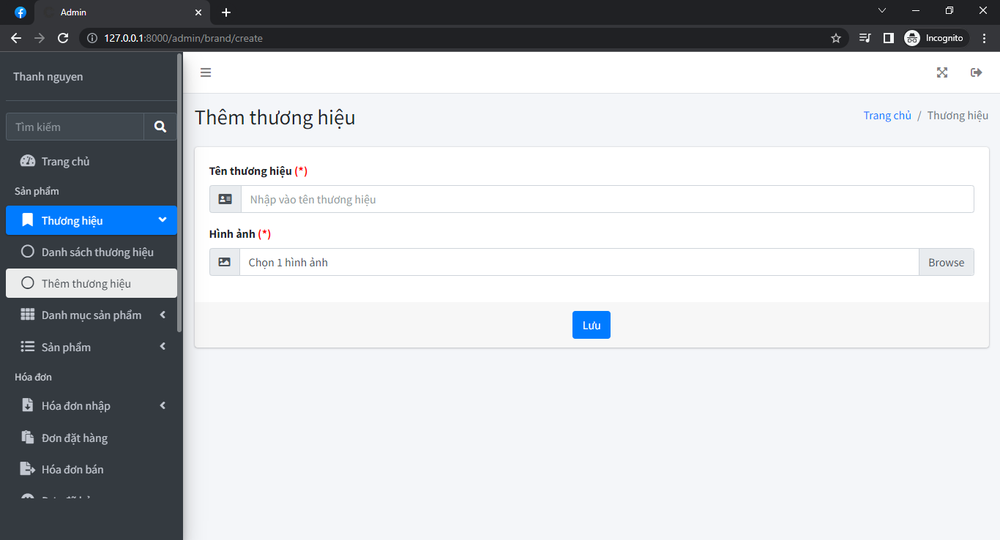 Admin
127.0.0.1:8000/admin/brand/create
Incognito
Thanh nguyen
Tìm kiếm
Trang chủ
Sản phẩm
Thương hiệu
Danh sách thương hiệu
Thêm thương hiệu
Danh mục sản phẩm
Sản phẩm
Hóa đơn
Hóa đơn nhập
Đơn đặt hàng
Hóa đơn bán
Thêm thương hiệu
Trang chủ / Thương hiệu
Tên thương hiệu (*)
Nhập vào tên thương hiệu
Hình ảnh (*)
Chọn 1 hình ảnh
Browse
Lưu